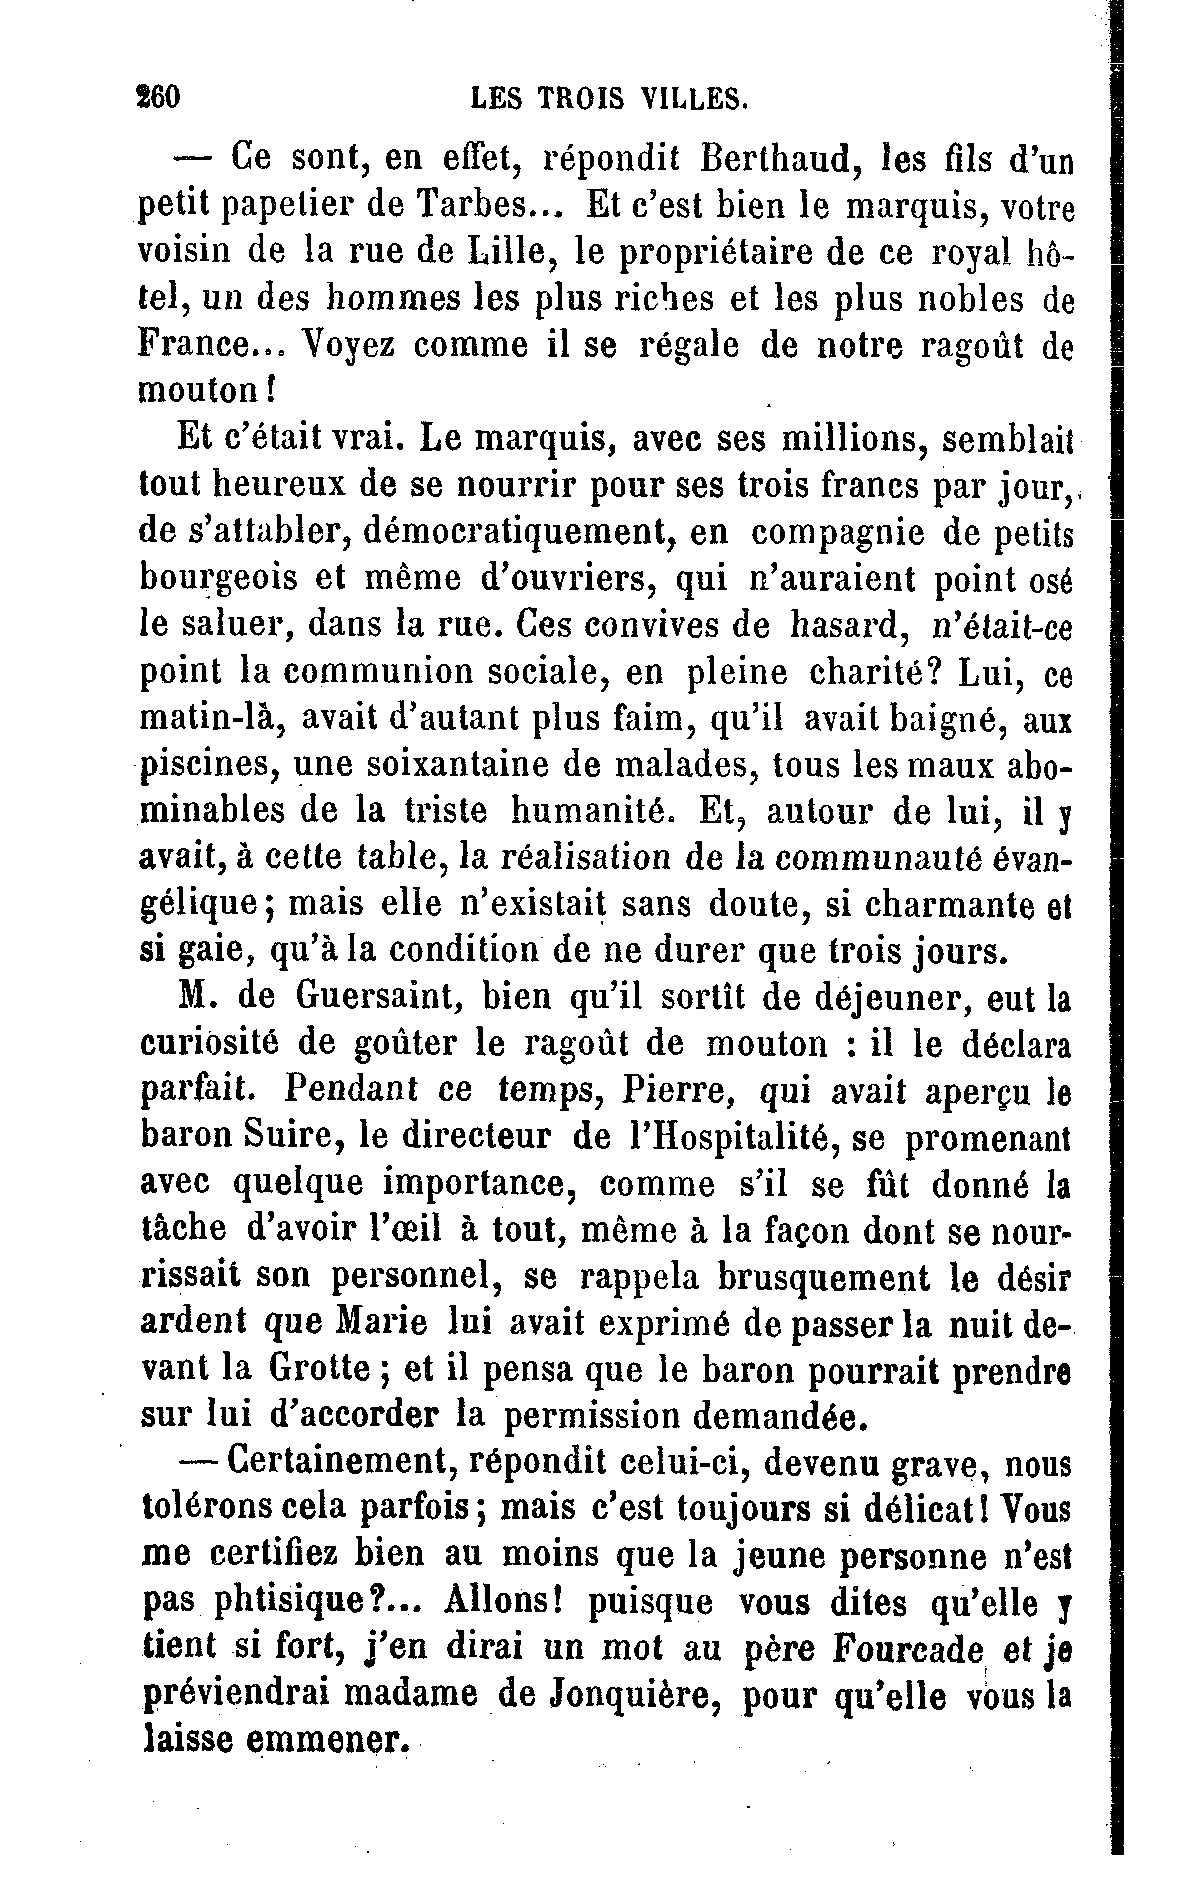 260 LES TROIS VILLES.
— Ce sont, en effet, répondit Berthaud, les fils d'un
petit papetier de Tarbes... Et c'est bien le marquis, votre
voisin de la rue de Lille, le propriétaire de ce royal hô-
tel, un des hommes les plus riches et les plus nobles de
France... Voyez comme il se régale de notre ragoût de
mouton !
Et c'était vrai. Le marquis, avec ses millions, semblait
tout heureux de se nourrir pour ses trois francs par jour,
de s'attabler, démocratiquement, en compagnie de petits
bourgeois et même d'ouvriers, qui n'auraient point osé
le saluer, dans la rue. Ces convives de hasard, n'était-ce
point la communion sociale, en pleine charité? Lui, ce
matin-là, avait d'autant plus faim, qu'il avait baigné, aux
piscines, une soixantaine de malades, tous les maux abo-
minables de la triste humanité. Et, autour de lui, il y
avait, à cette table, la réalisation de la communauté évan-
gélique; mais elle n'existait sans doute, si charmante et
si gaie, qu'à la condition de ne durer que trois jours.
M. de Guersaint, bien qu'il sortît de déjeuner, eut la
curiosité de goûter le ragoût de mouton : il le déclara
parfait. Pendant ce temps, Pierre, qui avait aperçu le
baron Suire, le directeur de l'Hospitalité, se promenant
avec quelque importance, comme s'il se fût donné la
tâche d'avoir l'œil à tout, même à la façon dont se nour-
rissait son personnel, se rappela brusquement le désir
ardent que Marie lui avait exprimé de passer la nuit de-
vant la Grotte ; et il pensa que le baron pourrait prendre
sur lui d'accorder la permission demandée.
— Certainement, répondit celui-ci, devenu grave, nous
tolérons cela parfois; mais c'est toujours si délicat! Vous
me certifiez bien au moins que la jeune personne n'est
pas phtisique?... Allons! puisque vous dites qu'elle y
tient si fort, j'en dirai un mot au père Fourcade et je
préviendrai madame de Jonquière, pour qu'elle vous la
laisse emmener.